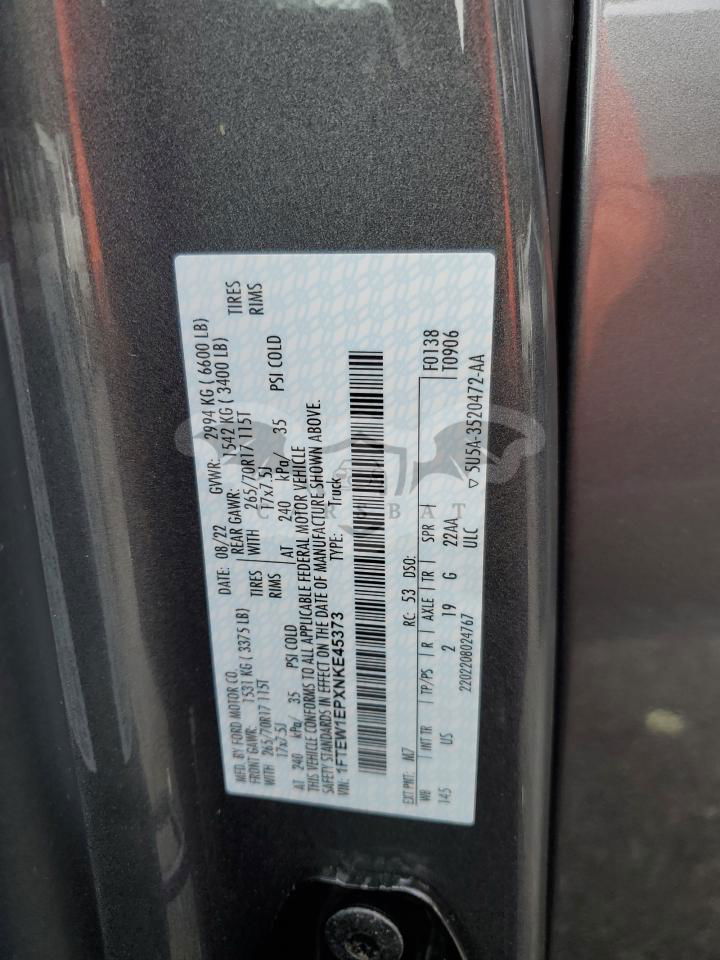 MFD. BY FORD MOTOR CO. DATE: 08/22 GVWR: 2994 KG ( 6600 LB)
FRONT GAWR: 1531 KG ( 3375 LB) REAR GAWR: 1542 KG ( 3400 LB)
WITH 265/70R17 115T TIRES WITH 265/70R17 115T TIRES
17x7.5J RIMS 17x7.5J RIMS
AT 240 kPa/ 35 PSI COLD AT 240 kPa/ 35 PSI COLD
THIS VEHICLE CONFORMS TO ALL APPLICABLE FEDERAL MOTOR VEHICLE
SAFETY STANDARDS IN EFFECT ON THE DATE OF MANUFACTURE SHOWN ABOVE.
VIN: 1FTEW1EPXNKE45373 TYPE: Truck
EXT PNT: M7 RC: 53 DSO: F0138
WB INT TR TP/PS R AXLE TR SPR T0906
145 US 2 19 G 22AA
2202208024767 ULC ▽ 5U5A-3520472-AA
CARSBAT